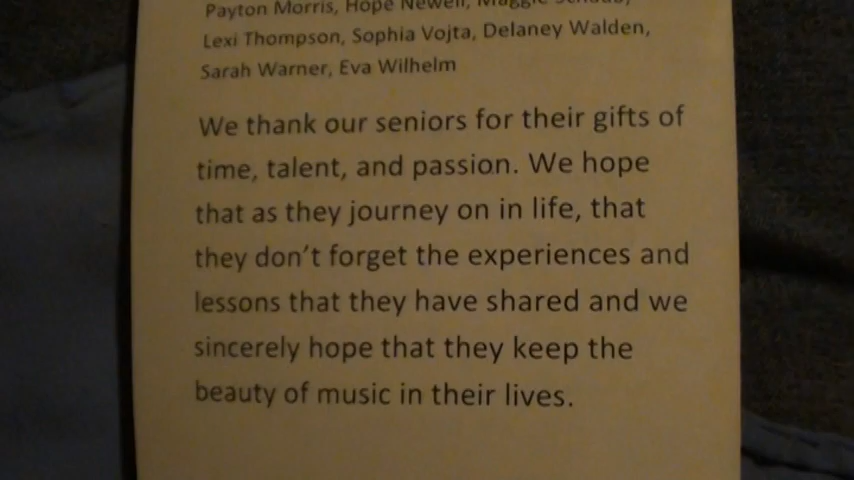 Payton Morris, Hope Newell, Maggie
Lexi Thompson, Sophia Vojta, Delaney Walden,
Sarah Warner, Eva Wilhelm
We thank our seniors for their gifts of
time, talent, and passion. We hope
that as they journey on in life, that
they don't forget the experiences and
lessons that they have shared and we
sincerely hope that they keep the
beauty of music in their lives.